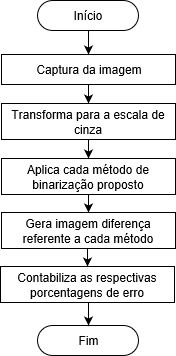 Início
Captura da imagem
Transforma para a escala de
cinza
Aplica cada método de
binarização proposto
Gera imagem diferença
referente a cada método
Contabiliza as respectivas
porcentagens de erro
Fim